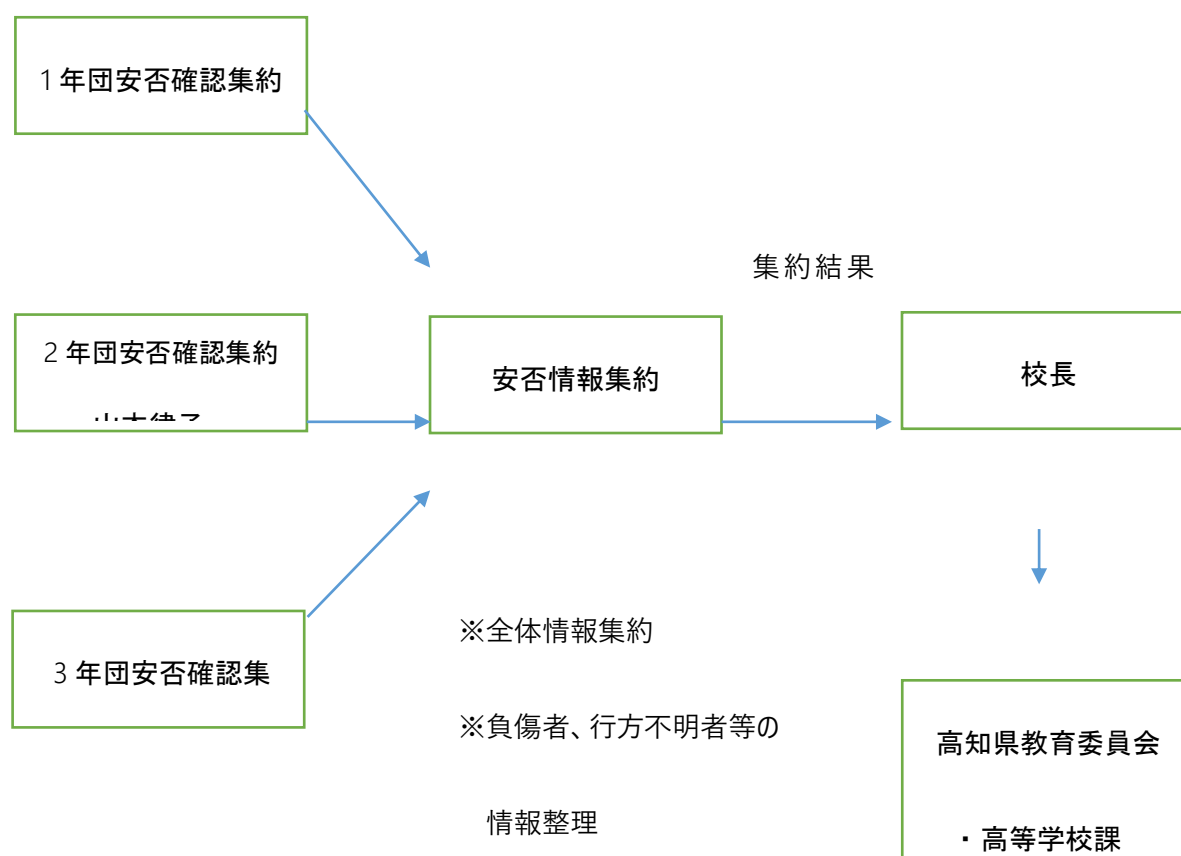 1年団安否確認集約
集約結果
2年団安否確認集約
安否情報集約
校長
※全体情報集約
3年団安否確認集
※負傷者、行方不明者等の
情報整理
高知県教育委員会
・高等学校課